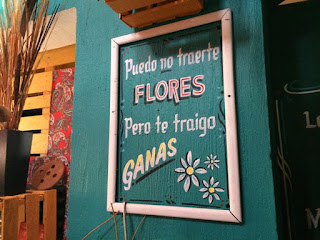 Puedo no traerte
FLORES
Pero te traigo
GANAS